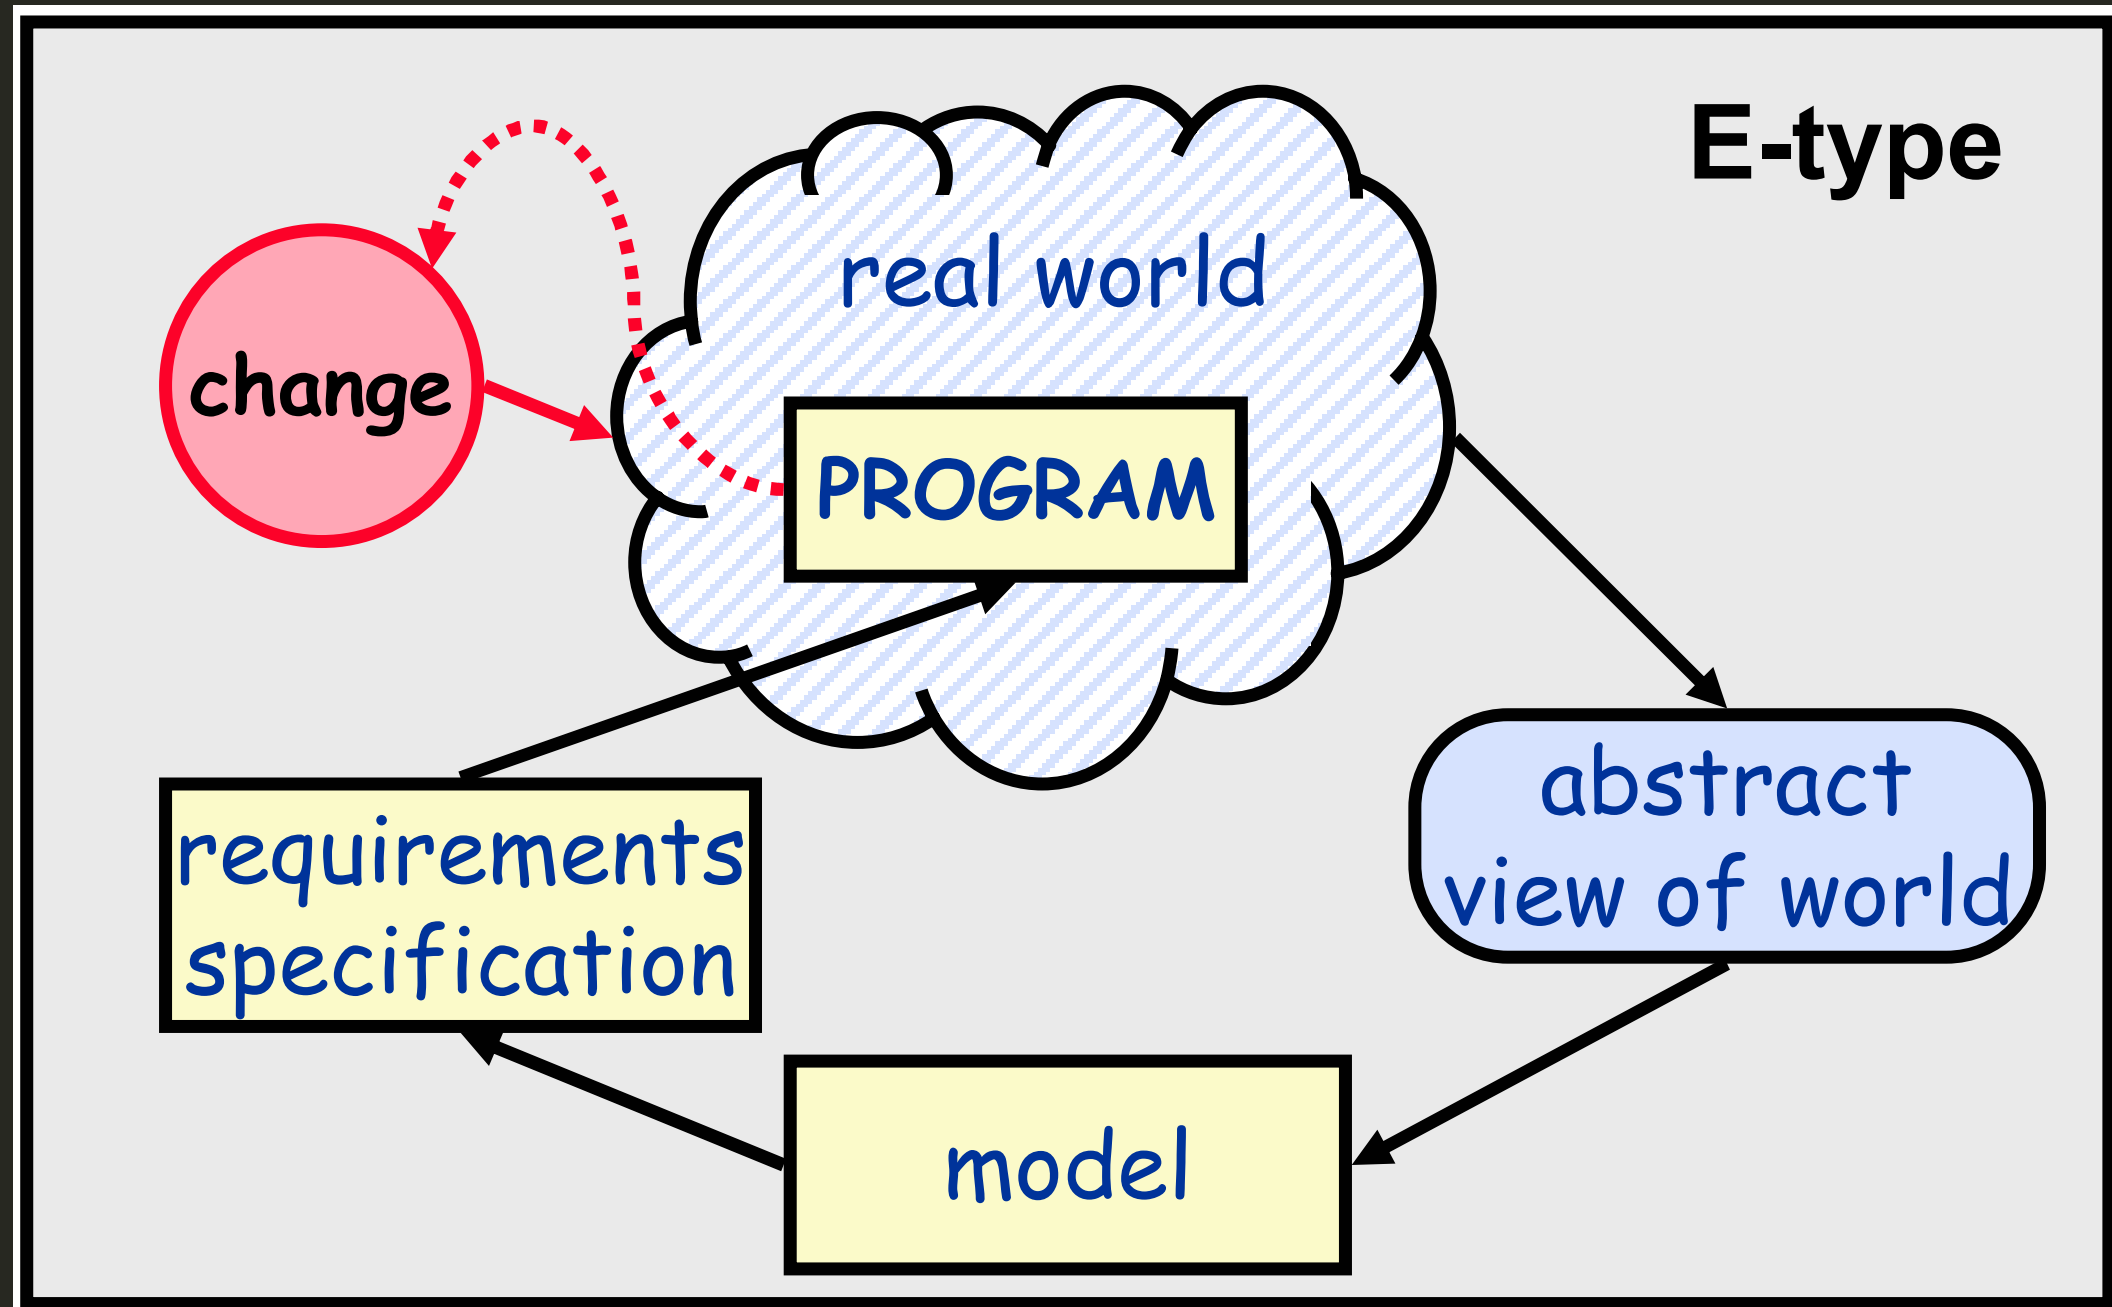 E-type
real world
change
PROGRAM
abstract
view of world
requirements
specification
model